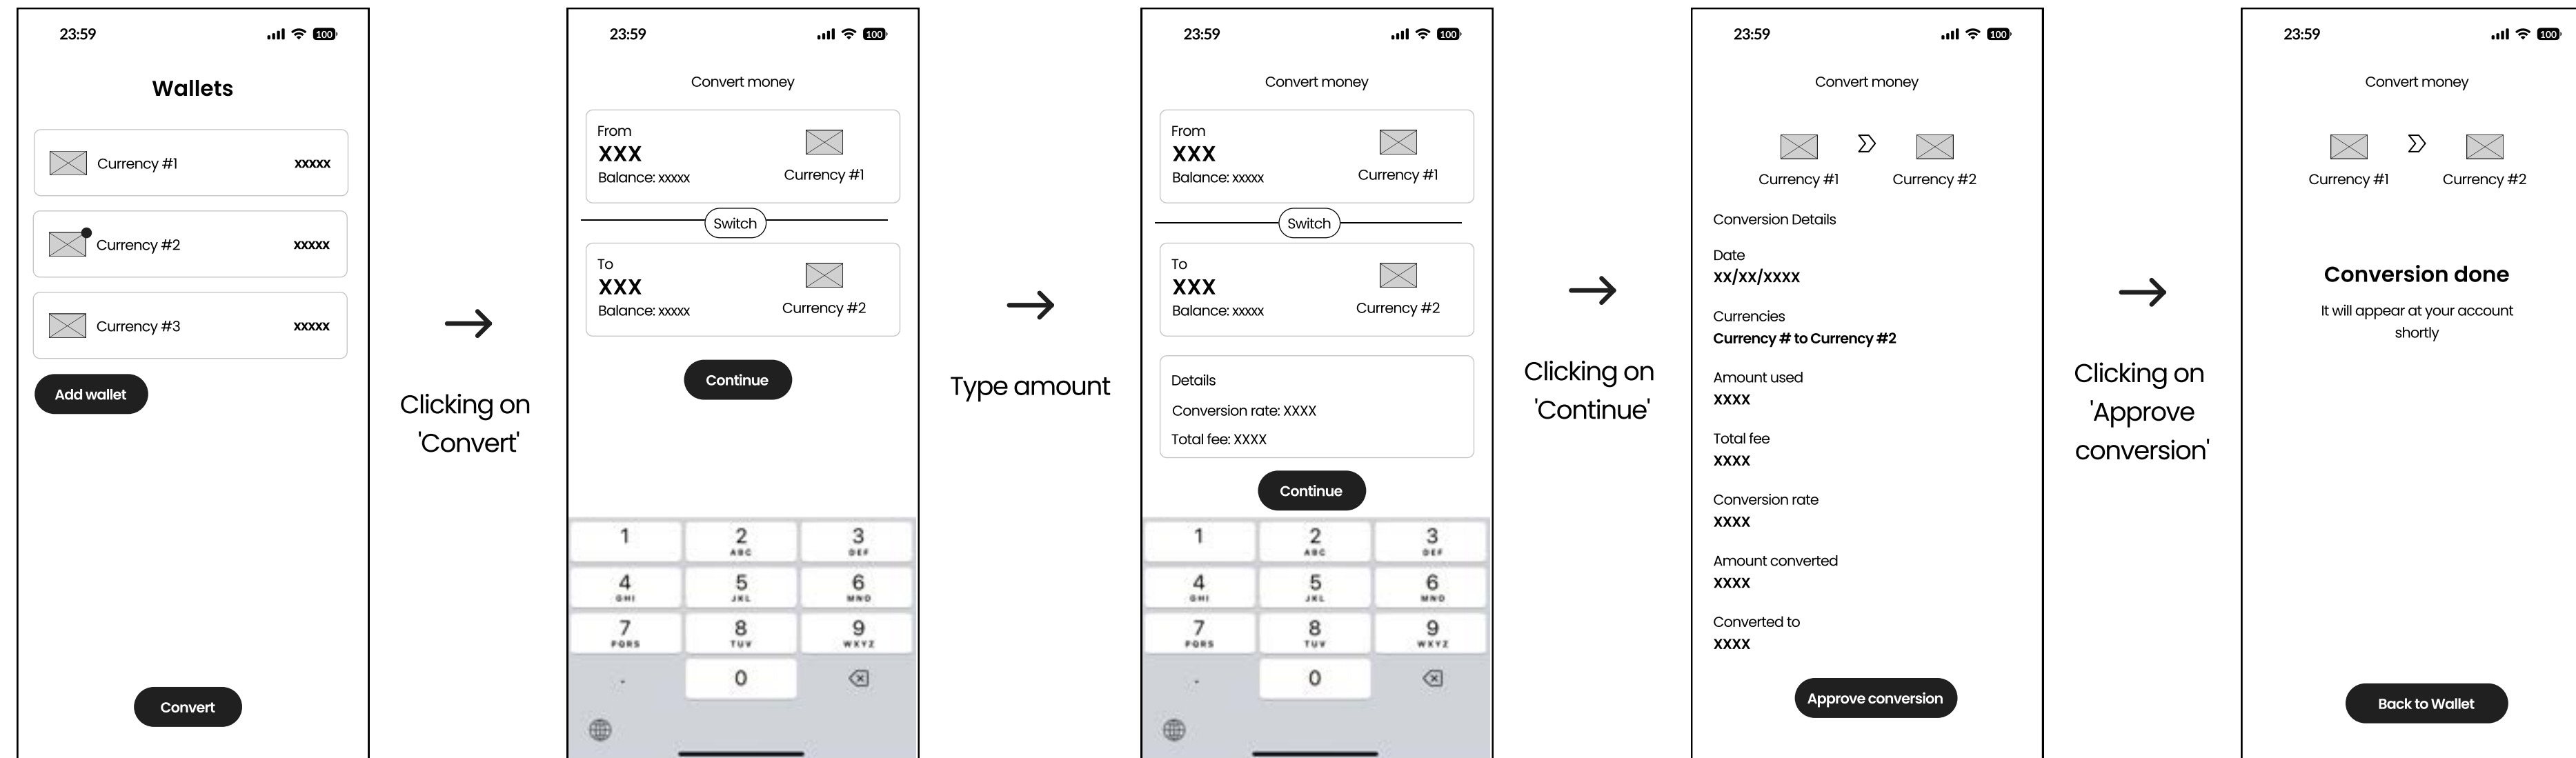 23:59
100
Wallets
Currency #1
xxxxx
Currency #2
xxxxx
Currency #3
xxxxx
Add wallet
Convert
Clicking on
'Convert'
23:59
100
Convert money
From
XXX
Balance: xxxxx
Currency #1
Switch
To
XXX
Balance: xxxxx
Currency #2
Continue
1
2
ABC
3
DEF
4
GHI
5
JKL
6
MNO
7
PQRS
8
TUV
9
WXYZ
.
0
Type amount
23:59
100
Convert money
From
XXX
Balance: xxxxx
Currency #1
Switch
To
XXX
Balance: xxxxx
Currency #2
Details
Conversion rate: XXXX
Total fee: XXXX
Continue
1
2
ABC
3
DEF
4
GHI
5
JKL
6
MNO
7
PQRS
8
TUV
9
WXYZ
.
0
Clicking on
'Continue'
23:59
100
Convert money
Currency #1
Currency #2
Conversion Details
Date
XX/XX/XXXX
Currencies
Currency # to Currency #2
Amount used
XXXX
Total fee
XXXX
Conversion rate
XXXX
Amount converted
XXXX
Converted to
XXXX
Approve conversion
Clicking on
'Approve
conversion'
23:59
100
Convert money
Currency #1
Currency #2
Conversion done
It will appear at your account
shortly
Back to Wallet